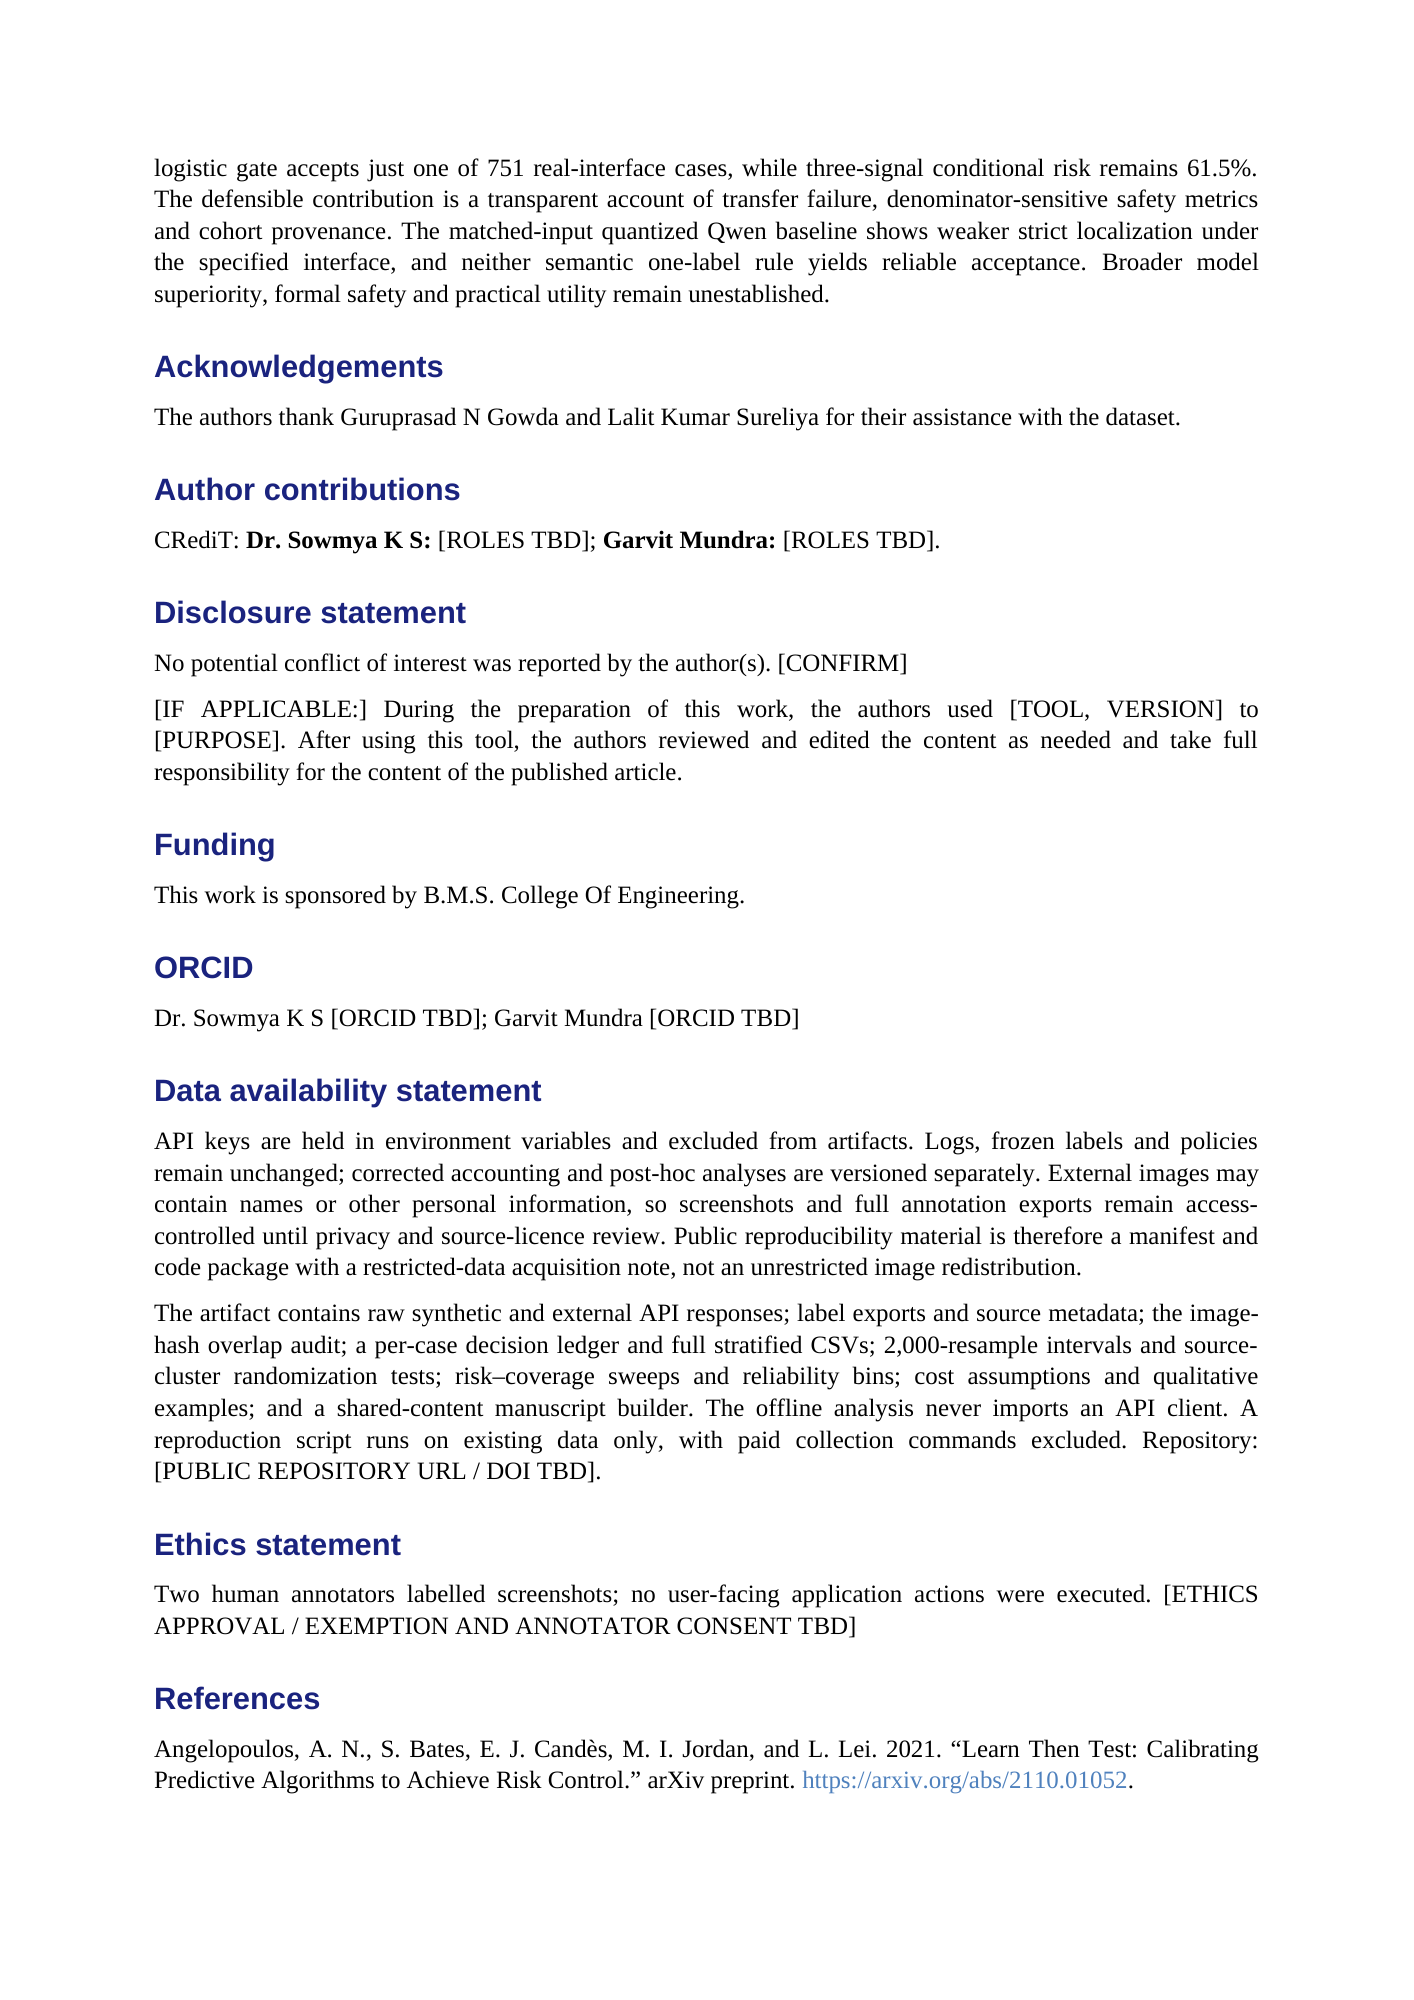 logistic gate accepts just one of 751 real-interface cases, while three-signal conditional risk remains 61.5%.
The defensible contribution is a transparent account of transfer failure, denominator-sensitive safety metrics
and cohort provenance. The matched-input quantized Qwen baseline shows weaker strict localization under
the specified interface, and neither semantic one-label rule yields reliable acceptance. Broader model
superiority, formal safety and practical utility remain unestablished.
Acknowledgements
The authors thank Guruprasad N Gowda and Lalit Kumar Sureliya for their assistance with the dataset.
Author contributions
CRediT: Dr. Sowmya K S: [ROLES TBD]; Garvit Mundra: [ROLES TBD].
Disclosure statement
No potential conflict of interest was reported by the author(s). [CONFIRM]
[IF APPLICABLE:] During the preparation of this work, the authors used [TOOL, VERSION] to
[PURPOSE]. After using this tool, the authors reviewed and edited the content as needed and take full
responsibility for the content of the published article.
Funding
This work is sponsored by B.M.S. College Of Engineering.
ORCID
Dr. Sowmya K S [ORCID TBD]; Garvit Mundra [ORCID TBD]
Data availability statement
API keys are held in environment variables and excluded from artifacts. Logs, frozen labels and policies
remain unchanged; corrected accounting and post-hoc analyses are versioned separately. External images may
contain names or other personal information, so screenshots and full annotation exports remain access-
controlled until privacy and source-licence review. Public reproducibility material is therefore a manifest and
code package with a restricted-data acquisition note, not an unrestricted image redistribution.
The artifact contains raw synthetic and external API responses; label exports and source metadata; the image-
hash overlap audit; a per-case decision ledger and full stratified CSVs; 2,000-resample intervals and source-
cluster randomization tests; risk–coverage sweeps and reliability bins; cost assumptions and qualitative
examples; and a shared-content manuscript builder. The offline analysis never imports an API client. A
reproduction script runs on existing data only, with paid collection commands excluded. Repository:
[PUBLIC REPOSITORY URL / DOI TBD].
Ethics statement
Two human annotators labelled screenshots; no user-facing application actions were executed. [ETHICS
APPROVAL / EXEMPTION AND ANNOTATOR CONSENT TBD]
References
Angelopoulos, A. N., S. Bates, E. J. Candès, M. I. Jordan, and L. Lei. 2021. “Learn Then Test: Calibrating
Predictive Algorithms to Achieve Risk Control.” arXiv preprint. https://arxiv.org/abs/2110.01052.